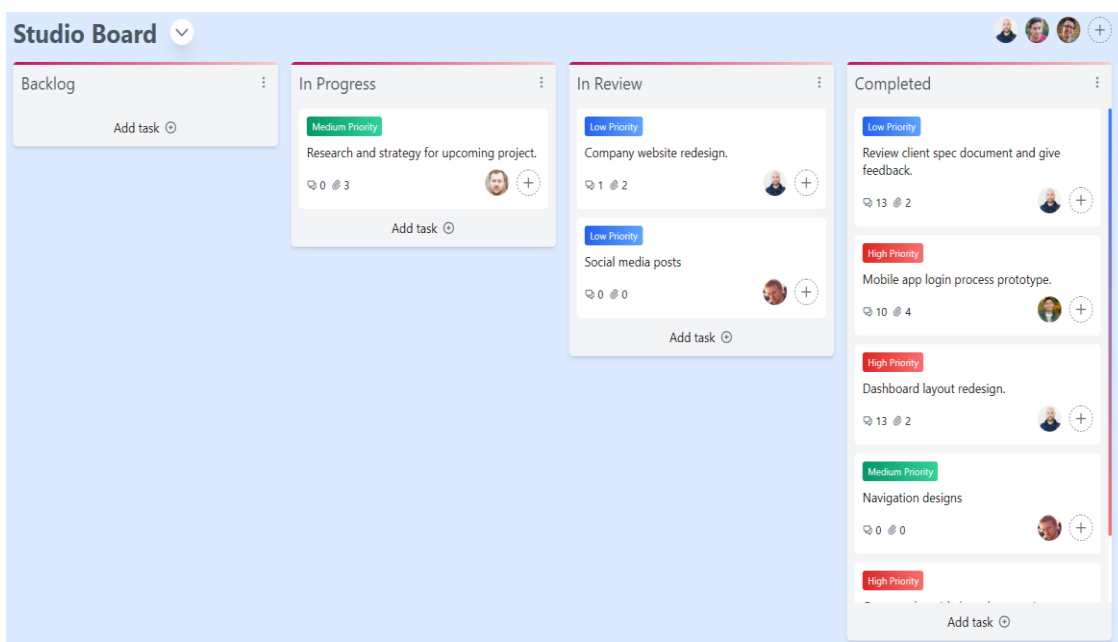 Studio Board
Backlog
Add task
In Progress
Medium Priority
Research and strategy for upcoming project.
0 3
Add task
In Review
Low Priority
Company website redesign.
1 2
Low Priority
Social media posts
0 0
Add task
Completed
Low Priority
Review client spec document and give
feedback.
13 2
High Priority
Mobile app login process prototype.
10 4
High Priority
Dashboard layout redesign.
13 2
Medium Priority
Navigation designs
0 0
High Priority
Add task